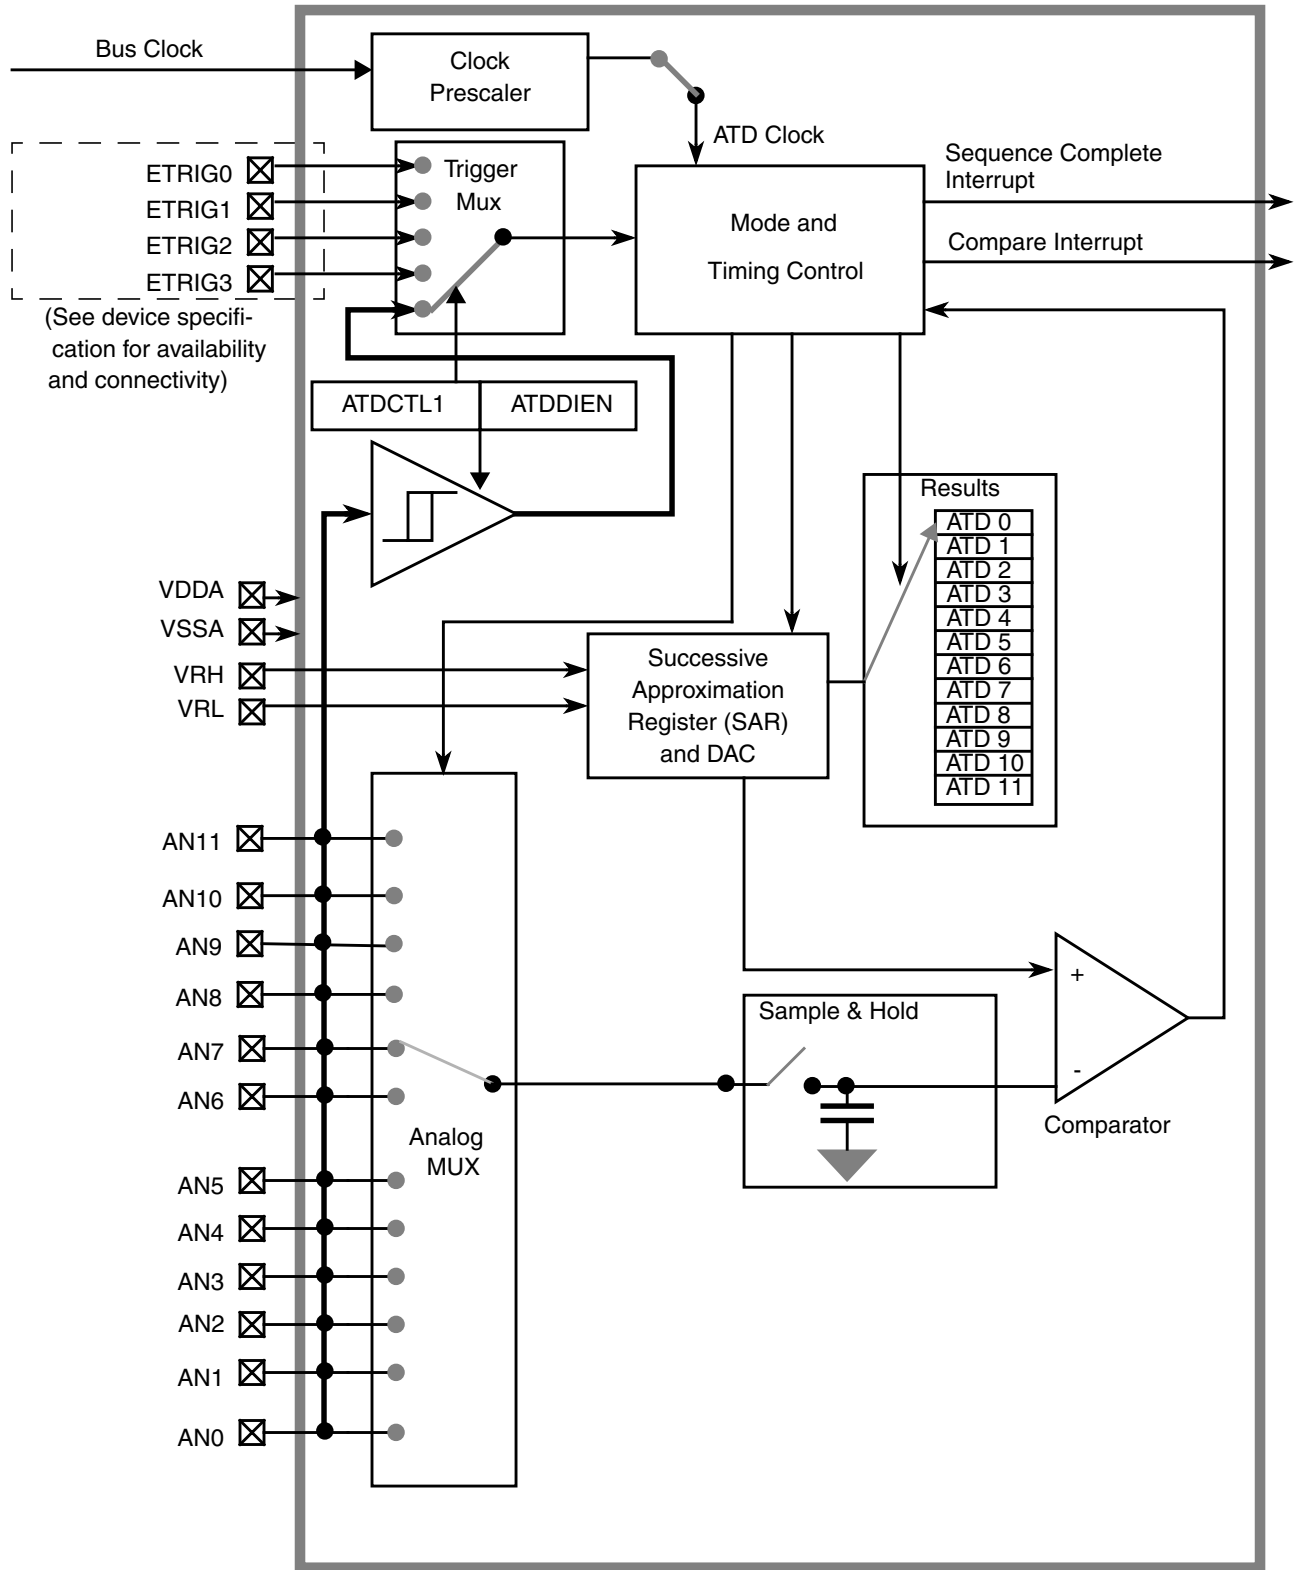 Bus Clock
Clock
Prescaler
ATD Clock
ETRIG0
ETRIG1
ETRIG2
ETRIG3
(See device specifi-
cation for availability
and connectivity)
Trigger
Mux
Mode and
Timing Control
Sequence Complete
Interrupt
Compare Interrupt
ATDCTL1
ATDDIEN
Results
ATD 0
ATD 1
ATD 2
ATD 3
ATD 4
ATD 5
ATD 6
ATD 7
ATD 8
ATD 9
ATD 10
ATD 11
VDDA
VSSA
VRH
VRL
Successive
Approximation
Register (SAR)
and DAC
AN11
AN10
AN9
AN8
AN7
AN6
AN5
AN4
AN3
AN2
AN1
AN0
Analog
MUX
Sample & Hold
+
-
Comparator